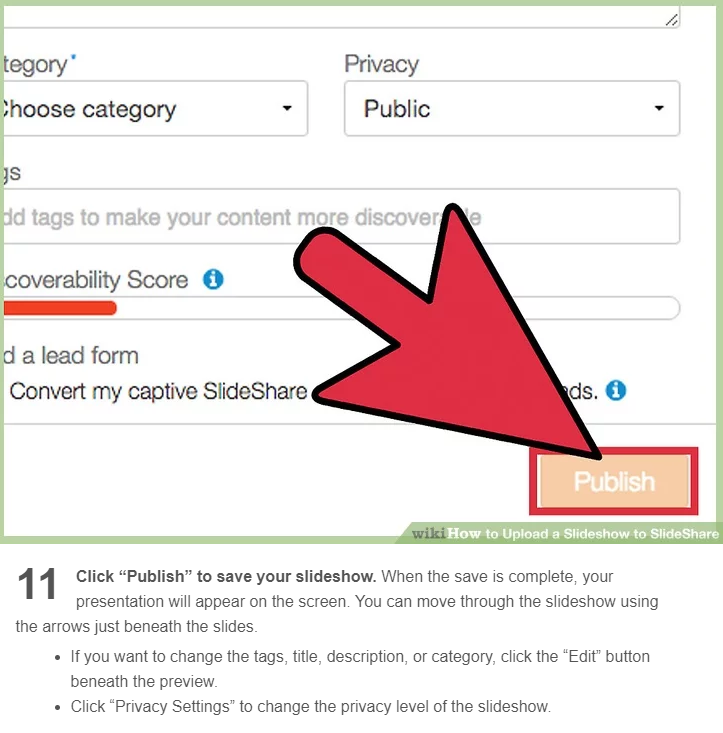 tegory*
Privacy
hoose category
Public
gs
dd tags to make your content more discover le
coverability Score
d a lead form
Convert my captive SlideShare ds.
Publish
wikiHow to Upload a Slideshow to SlideShare
11 Click “Publish” to save your slideshow. When the save is complete, your
presentation will appear on the screen. You can move through the slideshow using
the arrows just beneath the slides.
• If you want to change the tags, title, description, or category, click the “Edit” button
beneath the preview.
• Click “Privacy Settings” to change the privacy level of the slideshow.